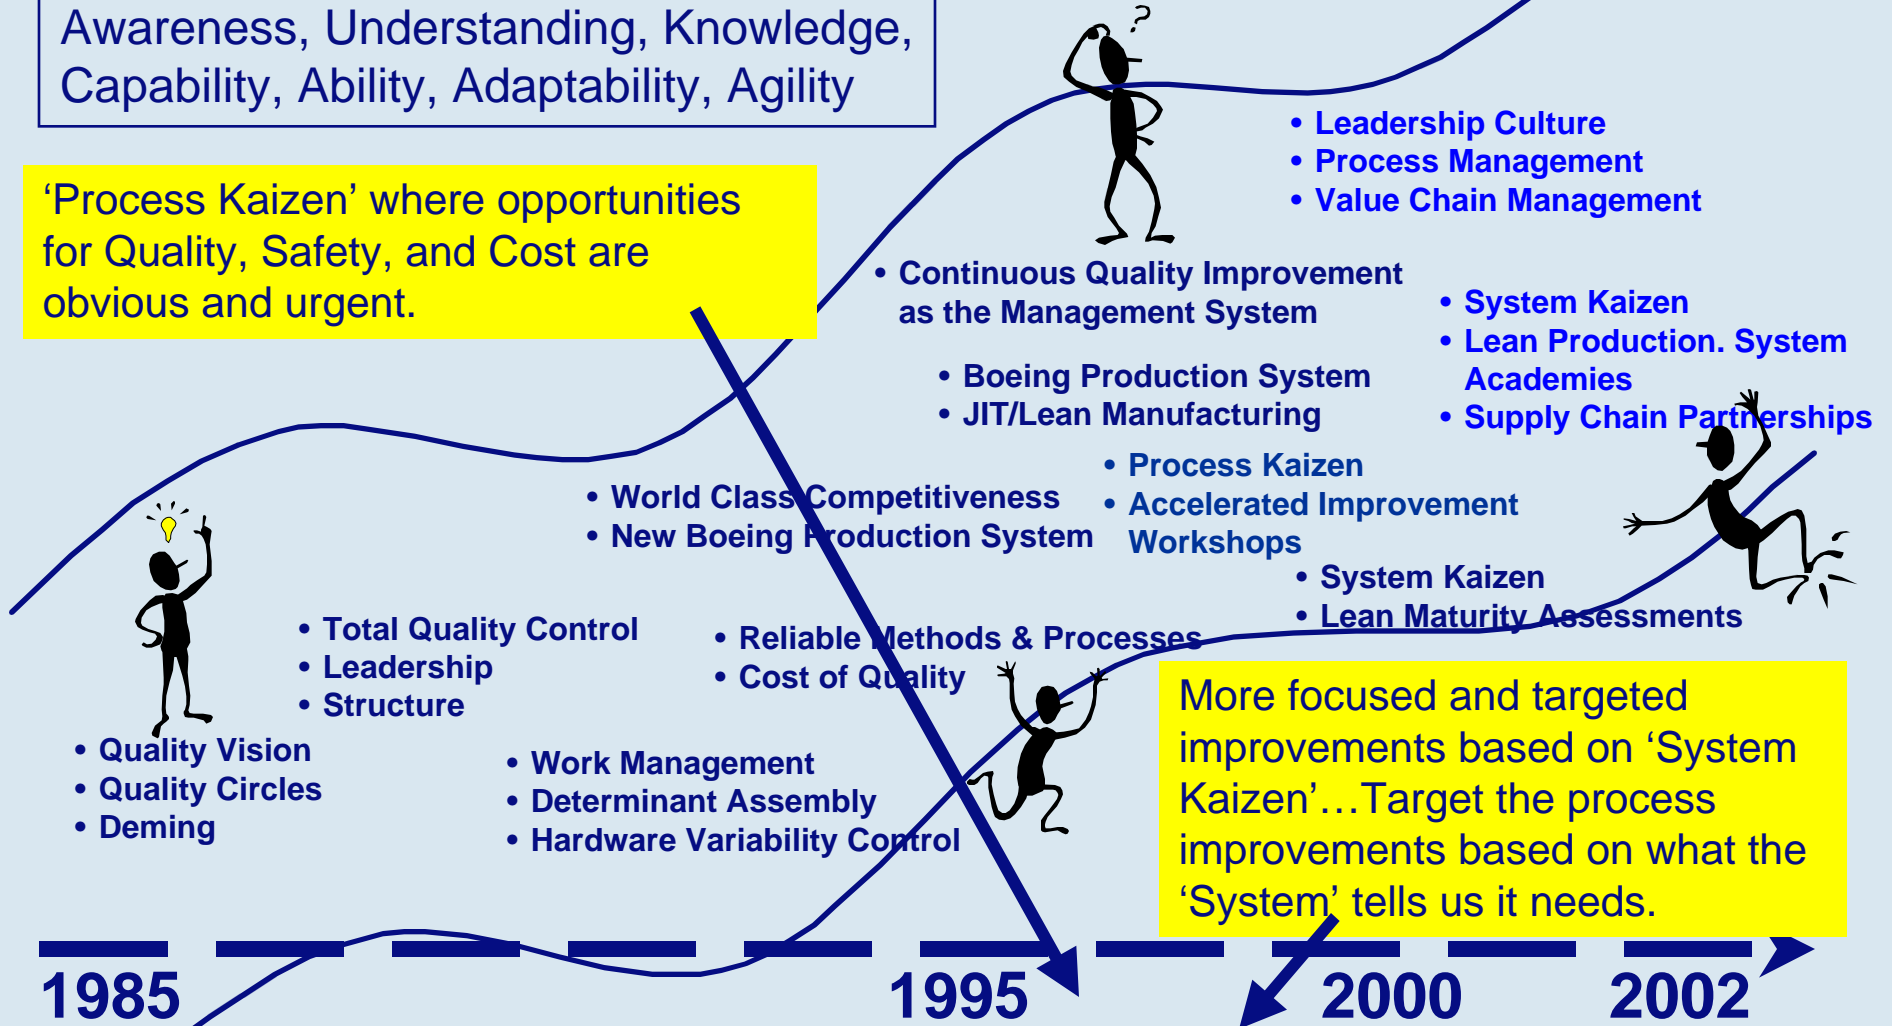 Awareness, Understanding, Knowledge,
Capability, Ability, Adaptability, Agility
?
‘Process Kaizen’ where opportunities
for Quality, Safety, and Cost are
obvious and urgent.
• Leadership Culture
• Process Management
• Value Chain Management
• Continuous Quality Improvement
as the Management System
• System Kaizen
• Lean Production. System
Academies
• Supply Chain Partnerships
• Boeing Production System
• JIT/Lean Manufacturing
• Process Kaizen
• Accelerated Improvement
Workshops
• World Class Competitiveness
• New Boeing Production System
• System Kaizen
• Lean Maturity Assessments
• Total Quality Control
• Leadership
• Structure
• Reliable Methods & Processes
• Cost of Quality
• Quality Vision
• Quality Circles
• Deming
• Work Management
• Determinant Assembly
• Hardware Variability Control
More focused and targeted
improvements based on ‘System
Kaizen’…Target the process
improvements based on what the
‘System’ tells us it needs.
1985
1995
2000
2002